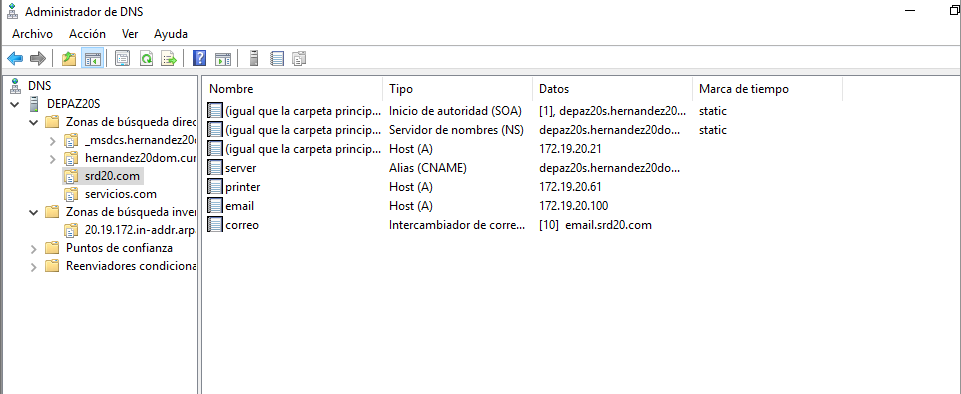 Administrador de DNS
Archivo Acción Ver Ayuda
DNS
DEPAZ20S
Zonas de búsqueda direc
_msdcs.hernandez20d
hernandez20dom.cur
srd20.com
servicios.com
Zonas de búsqueda inver
20.19.172.in-addr.arp
Puntos de confianza
Reenviadores condiciona
Nombre Tipo Datos Marca de tiempo
(igual que la carpeta princip... Inicio de autoridad (SOA) [1], depaz20s.hernandez20... static
(igual que la carpeta princip... Servidor de nombres (NS) depaz20s.hernandez20do... static
(igual que la carpeta princip... Host (A) 172.19.20.21
server Alias (CNAME) depaz20s.hernandez20do...
printer Host (A) 172.19.20.61
email Host (A) 172.19.20.100
correo Intercambiador de corre... [10] email.srd20.com